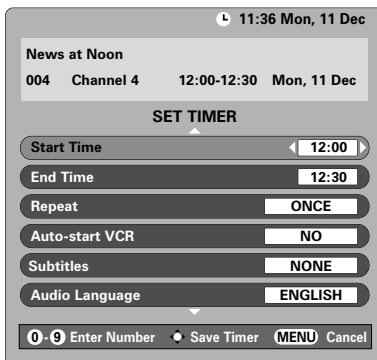 11:36 Mon, 11 Dec
News at Noon
004 Channel 4 12:00-12:30 Mon, 11 Dec
SET TIMER
Start Time 12:00
End Time 12:30
Repeat ONCE
Auto-start VCR NO
Subtitles NONE
Audio Language ENGLISH
0-9 Enter Number Save Timer MENU Cancel